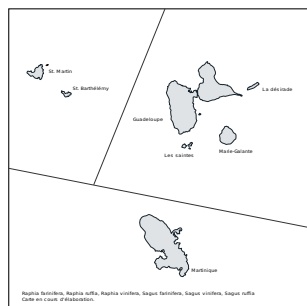 St. Martin
St. Barthélémy
La désirade
Guadeloupe
Les saintes
Marie-Galante
Martinique
Raphia farinifera, Raphia ruffia, Raphia vinifera, Sagus farinifera, Sagus vinifera, Sagus ruffia
Carte en cours d'élaboration.